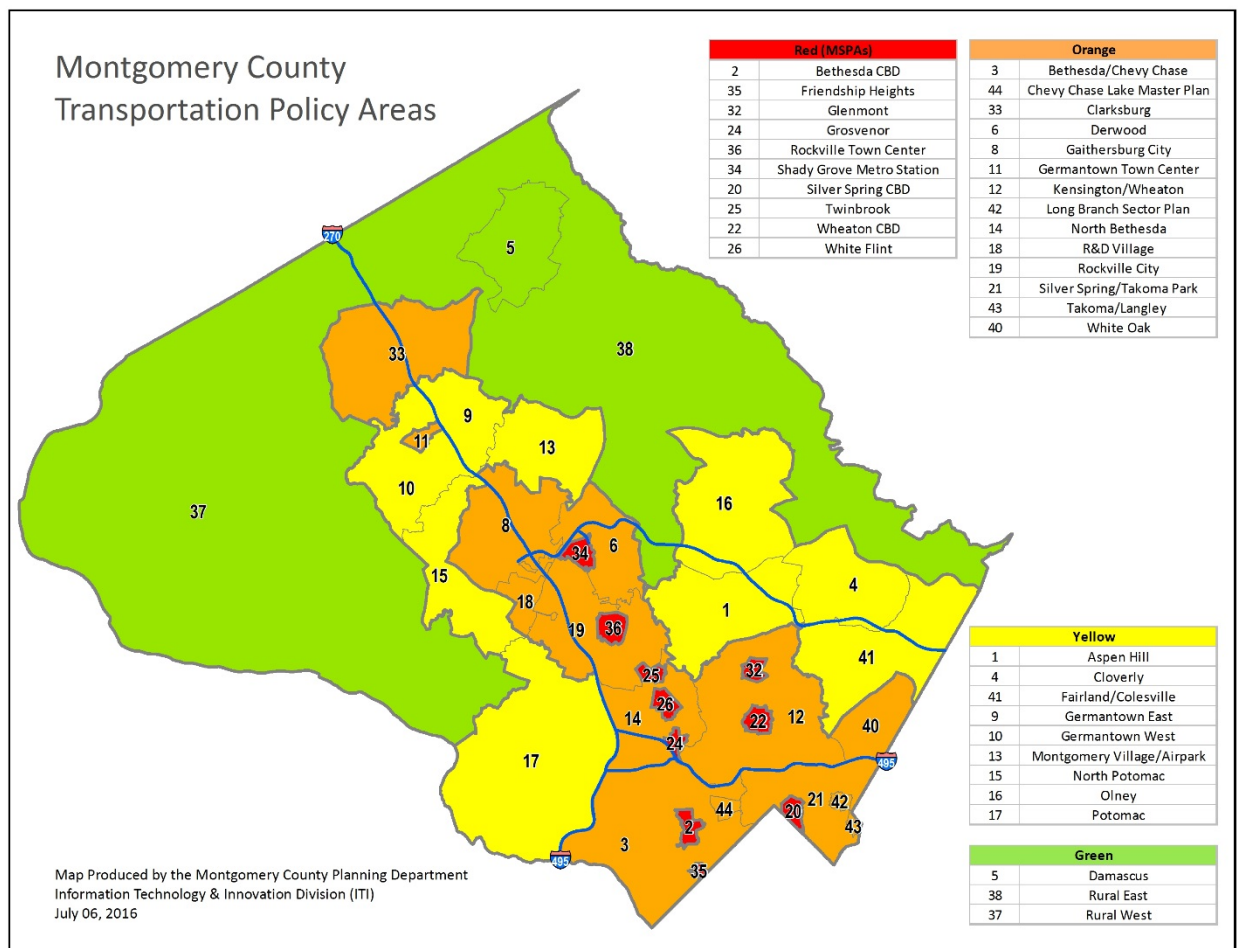 Montgomery County
Transportation Policy Areas
Red (MSPAs)
2 Bethesda CBD
35 Friendship Heights
32 Glenmont
24 Grosvenor
36 Rockville Town Center
34 Shady Grove Metro Station
20 Silver Spring CBD
25 Twinbrook
22 Wheaton CBD
26 White Flint
Orange
3 Bethesda/Chevy Chase
44 Chevy Chase Lake Master Plan
33 Clarksburg
6 Derwood
8 Gaithersburg City
11 Germantown Town Center
12 Kensington/Wheaton
42 Long Branch Sector Plan
14 North Bethesda
18 R&D Village
19 Rockville City
21 Silver Spring/Takoma Park
43 Takoma/Langley
40 White Oak
270
5
38
33
9
11
13
10
16
37
8
34
6
15
18
4
1
19
36
41
32
25
26
14
22
12
40
24
17
495
44
21
42
20
2
43
3
495
35
Yellow
1 Aspen Hill
4 Cloverly
41 Fairland/Colesville
9 Germantown East
10 Germantown West
13 Montgomery Village/Airpark
15 North Potomac
16 Olney
17 Potomac
Green
5 Damascus
38 Rural East
37 Rural West
Map Produced by the Montgomery County Planning Department
Information Technology & Innovation Division (ITI)
July 06, 2016